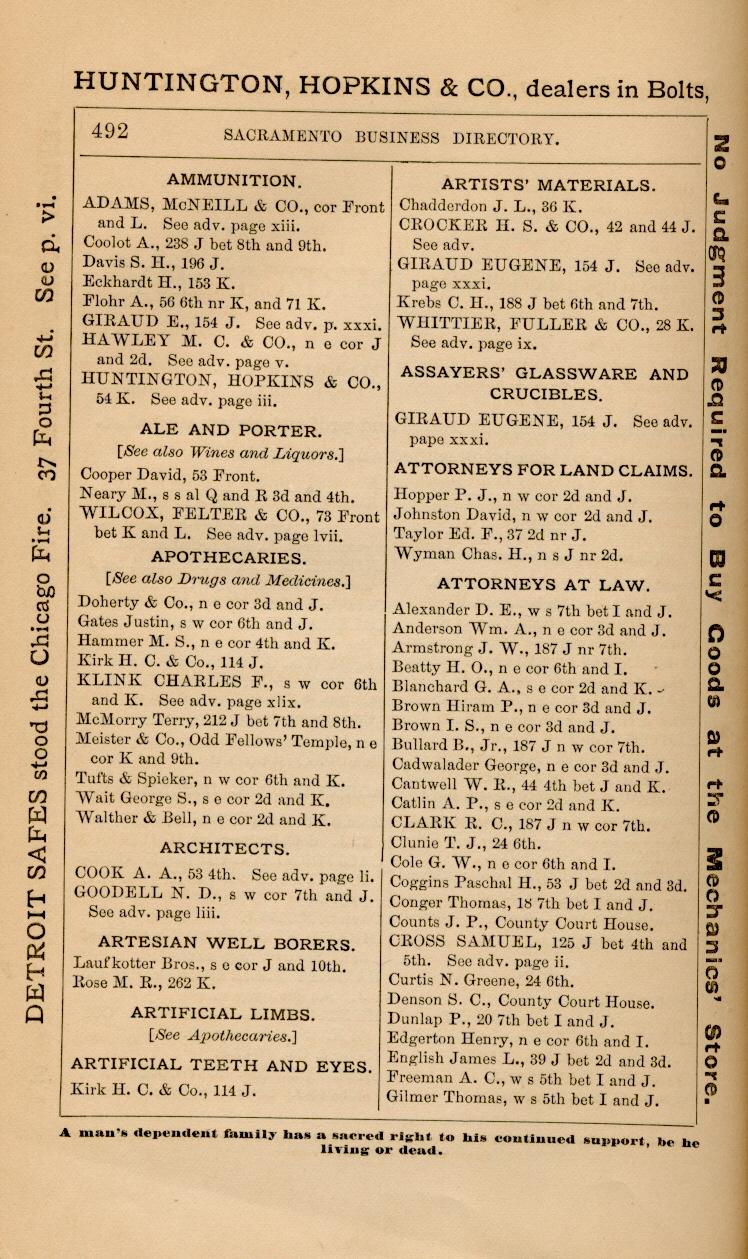 HUNTINGTON, HOPKINS & CO., dealers in Bolts,
492
SACRAMENTO BUSINESS DIRECTORY.
AMMUNITION.
ADAMS, McNEILL & CO., cor Front
and L. See adv. page xiii.
Coolot A., 238 J bet 8th and 9th.
Davis S. H., 196 J.
Eckhardt H., 153 K.
Flohr A., 56 6th nr K, and 71 K.
GIRAUD E., 154 J. See adv. p. xxxi.
HAWLEY M. C. & CO., n e cor J
and 2d. See adv. page v.
HUNTINGTON, HOPKINS & CO.,
54 K. See adv. page iii.
ALE AND PORTER.
[See also Wines and Liquors.]
Cooper David, 53 Front.
Neary M., s s al Q and R 3d and 4th.
WILCOX, FELTER & CO., 73 Front
bet K and L. See adv. page lvii.
APOTHECARIES.
[See also Drugs and Medicines.]
Doherty & Co., n e cor 3d and J.
Gates Justin, s w cor 6th and J.
Hammer M. S., n e cor 4th and K.
Kirk H. C. & Co., 114 J.
KLINK CHARLES F., s w cor 6th
and K. See adv. page xlix.
McMorry Terry, 212 J bet 7th and 8th.
Meister & Co., Odd Fellows' Temple, n e
cor K and 9th.
Tufts & Spieker, n w cor 6th and K.
Wait George S., s e cor 2d and K.
Walther & Bell, n e cor 2d and K.
ARCHITECTS.
COOK A. A., 53 4th. See adv. page li.
GOODELL N. D., s w cor 7th and J.
See adv. page liii.
ARTESIAN WELL BORERS.
Laufkotter Bros., s e cor J and 10th.
Rose M. R., 262 K.
ARTIFICIAL LIMBS.
[See Apothecaries.]
ARTIFICIAL TEETH AND EYES.
Kirk H. C. & Co., 114 J.
ARTISTS' MATERIALS.
Chadderdon J. L., 36 K.
CROCKER H. S. & CO., 42 and 44 J.
See adv.
GIRAUD EUGENE, 154 J. See adv.
page xxxi.
Krebs C. H., 188 J bet 6th and 7th.
WHITTIER, FULLER & CO., 28 K.
See adv. page ix.
ASSAYERS' GLASSWARE AND
CRUCIBLES.
GIRAUD EUGENE, 154 J. See adv.
pape xxxi.
ATTORNEYS FOR LAND CLAIMS.
Hopper P. J., n w cor 2d and J.
Johnston David, n w cor 2d and J.
Taylor Ed. F., 37 2d nr J.
Wyman Chas. H., n s J nr 2d.
ATTORNEYS AT LAW.
Alexander D. E., w s 7th bet I and J.
Anderson Wm. A., n e cor 3d and J.
Armstrong J. W., 187 J nr 7th.
Beatty H. O., n e cor 6th and I.
Blanchard G. A., s e cor 2d and K.
Brown Hiram P., n e cor 3d and J.
Brown I. S., n e cor 3d and J.
Bullard B., Jr., 187 J n w cor 7th.
Cadwalader George, n e cor 3d and J.
Cantwell W. R., 44 4th bet J and K.
Catlin A. P., s e cor 2d and K.
CLARK R. C., 187 J n w cor 7th.
Clunie T. J., 24 6th.
Cole G. W., n e cor 6th and I.
Coggins Paschal H., 53 J bet 2d and 3d.
Conger Thomas, 18 7th bet I and J.
Counts J. P., County Court House.
CROSS SAMUEL, 125 J bet 4th and
5th. See adv. page ii.
Curtis N. Greene, 24 6th.
Denson S. C., County Court House.
Dunlap P., 20 7th bet I and J.
Edgerton Henry, n e cor 6th and I.
English James L., 39 J bet 2d and 3d.
Freeman A. C., w s 5th bet I and J.
Gilmer Thomas, w s 5th bet I and J.
DETROIT SAFES stood the Chicago Fire. 37 Fourth St. See p. vi.
No Judgment Required to Buy Goods at the Mechanics' Store.
A man's dependent family has a sacred right to his continued support, be he
living or dead.